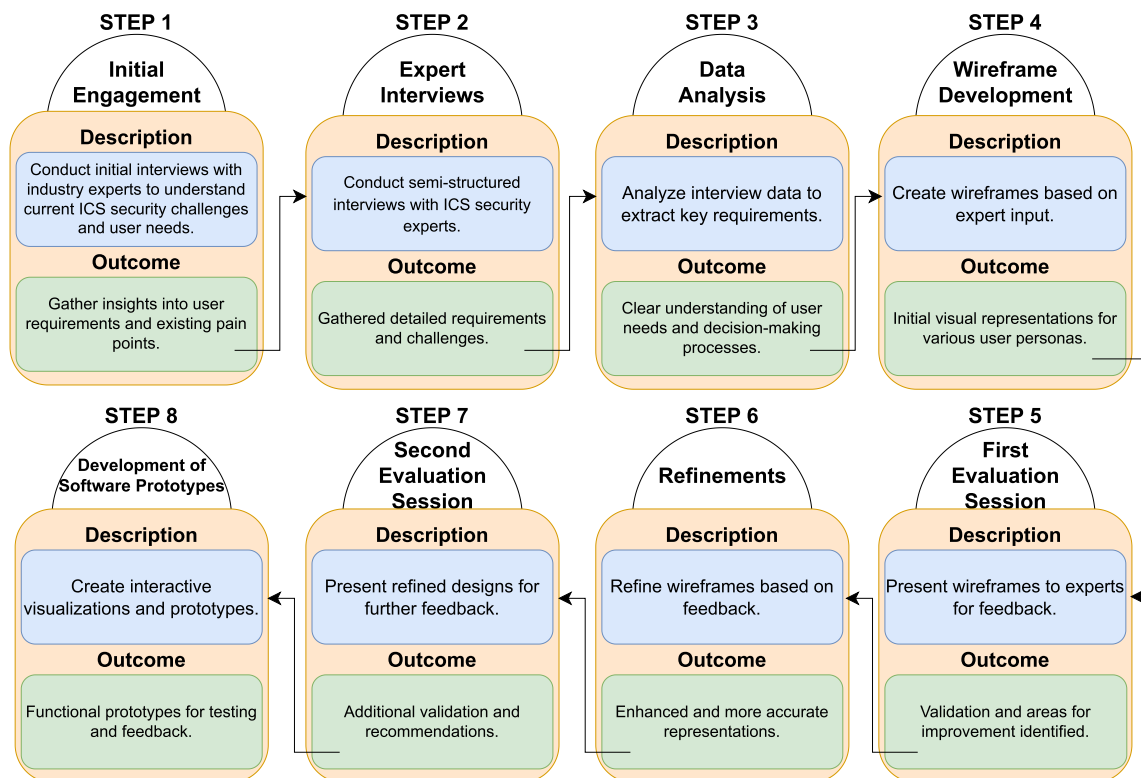 STEP 1
Initial
Engagement
Description
Conduct initial interviews with
industry experts to understand
current ICS security challenges
and user needs.
Outcome
Gather insights into user
requirements and existing pain
points.
STEP 2
Expert
Interviews
Description
Conduct semi-structured
interviews with ICS security
experts.
Outcome
Gathered detailed requirements
and challenges.
STEP 3
Data
Analysis
Description
Analyze interview data to
extract key requirements.
Outcome
Clear understanding of user
needs and decision-making
processes.
STEP 4
Wireframe
Development
Description
Create wireframes based on
expert input.
Outcome
Initial visual representations for
various user personas.
STEP 5
First
Evaluation
Session
Description
Present wireframes to experts
for feedback.
Outcome
Validation and areas for
improvement identified.
STEP 6
Refinements
Description
Refine wireframes based on
feedback.
Outcome
Enhanced and more accurate
representations.
STEP 7
Second
Evaluation
Session
Description
Present refined designs for
further feedback.
Outcome
Additional validation and
recommendations.
STEP 8
Development of
Software Prototypes
Description
Create interactive
visualizations and prototypes.
Outcome
Functional prototypes for testing
and feedback.